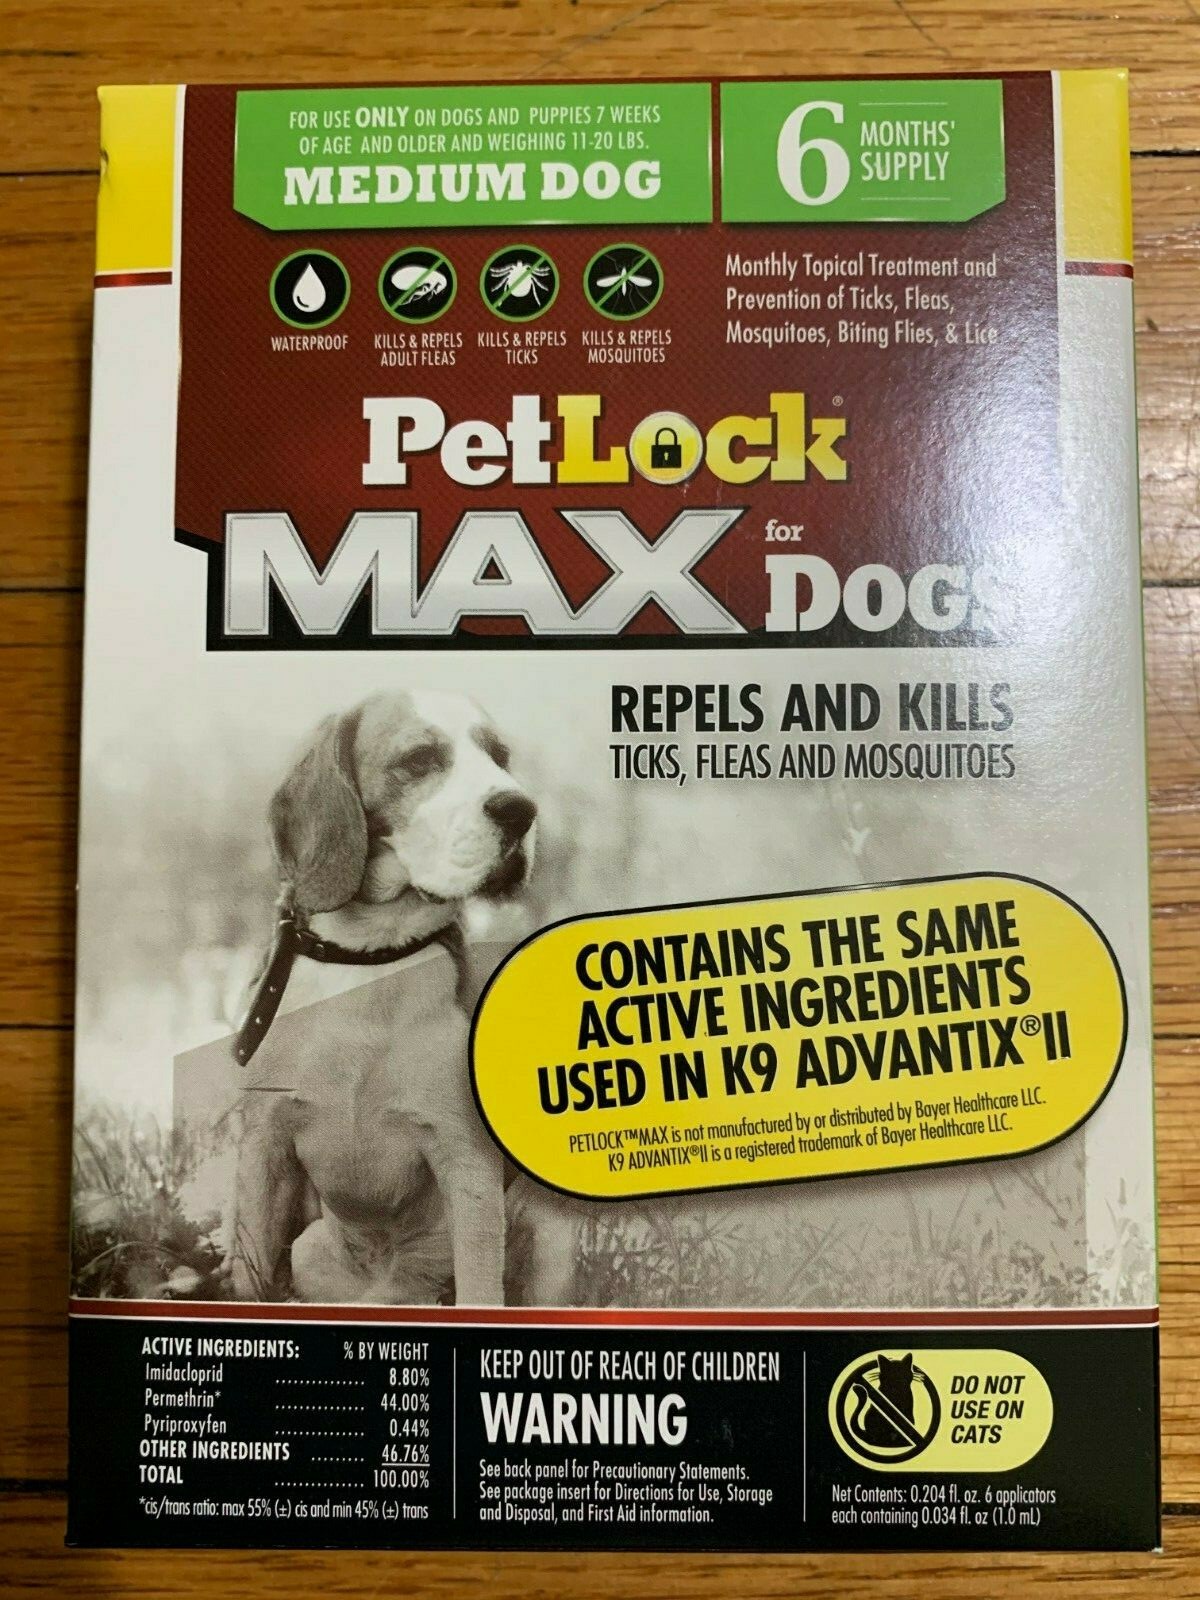 FOR USE ONLY ON DOGS AND PUPPIES 7 WEEKS
OF AGE AND OLDER AND WEIGHING 11-20 LBS.
MEDIUM DOG
6 MONTHS'
SUPPLY
WATERPROOF
KILLS & REPELS
ADULT FLEAS
KILLS & REPELS
TICKS
KILLS & REPELS
MOSQUITOES
Monthly Topical Treatment and
Prevention of Ticks, Fleas,
Mosquitoes, Biting Flies, & Lice
PetLock®
MAX for
DOGS
REPELS AND KILLS
TICKS, FLEAS AND MOSQUITOES
CONTAINS THE SAME
ACTIVE INGREDIENTS
USED IN K9 ADVANTIX®II
PETLOCK™MAX is not manufactured by or distributed by Bayer Healthcare LLC.
K9 ADVANTIX®II is a registered trademark of Bayer Healthcare LLC.
ACTIVE INGREDIENTS: % BY WEIGHT
Imidacloprid ............... 8.80%
Permethrin* ............... 44.00%
Pyriproxyfen ............... 0.44%
OTHER INGREDIENTS ......... 46.76%
TOTAL ............... 100.00%
*cis/trans ratio: max 55% (±) cis and min 45% (±) trans
KEEP OUT OF REACH OF CHILDREN
WARNING
See back panel for Precautionary Statements.
See package insert for Directions for Use, Storage
and Disposal, and First Aid information.
DO NOT
USE ON
CATS
Net Contents: 0.204 fl. oz. 6 applicators
each containing 0.034 fl. oz (1.0 mL)